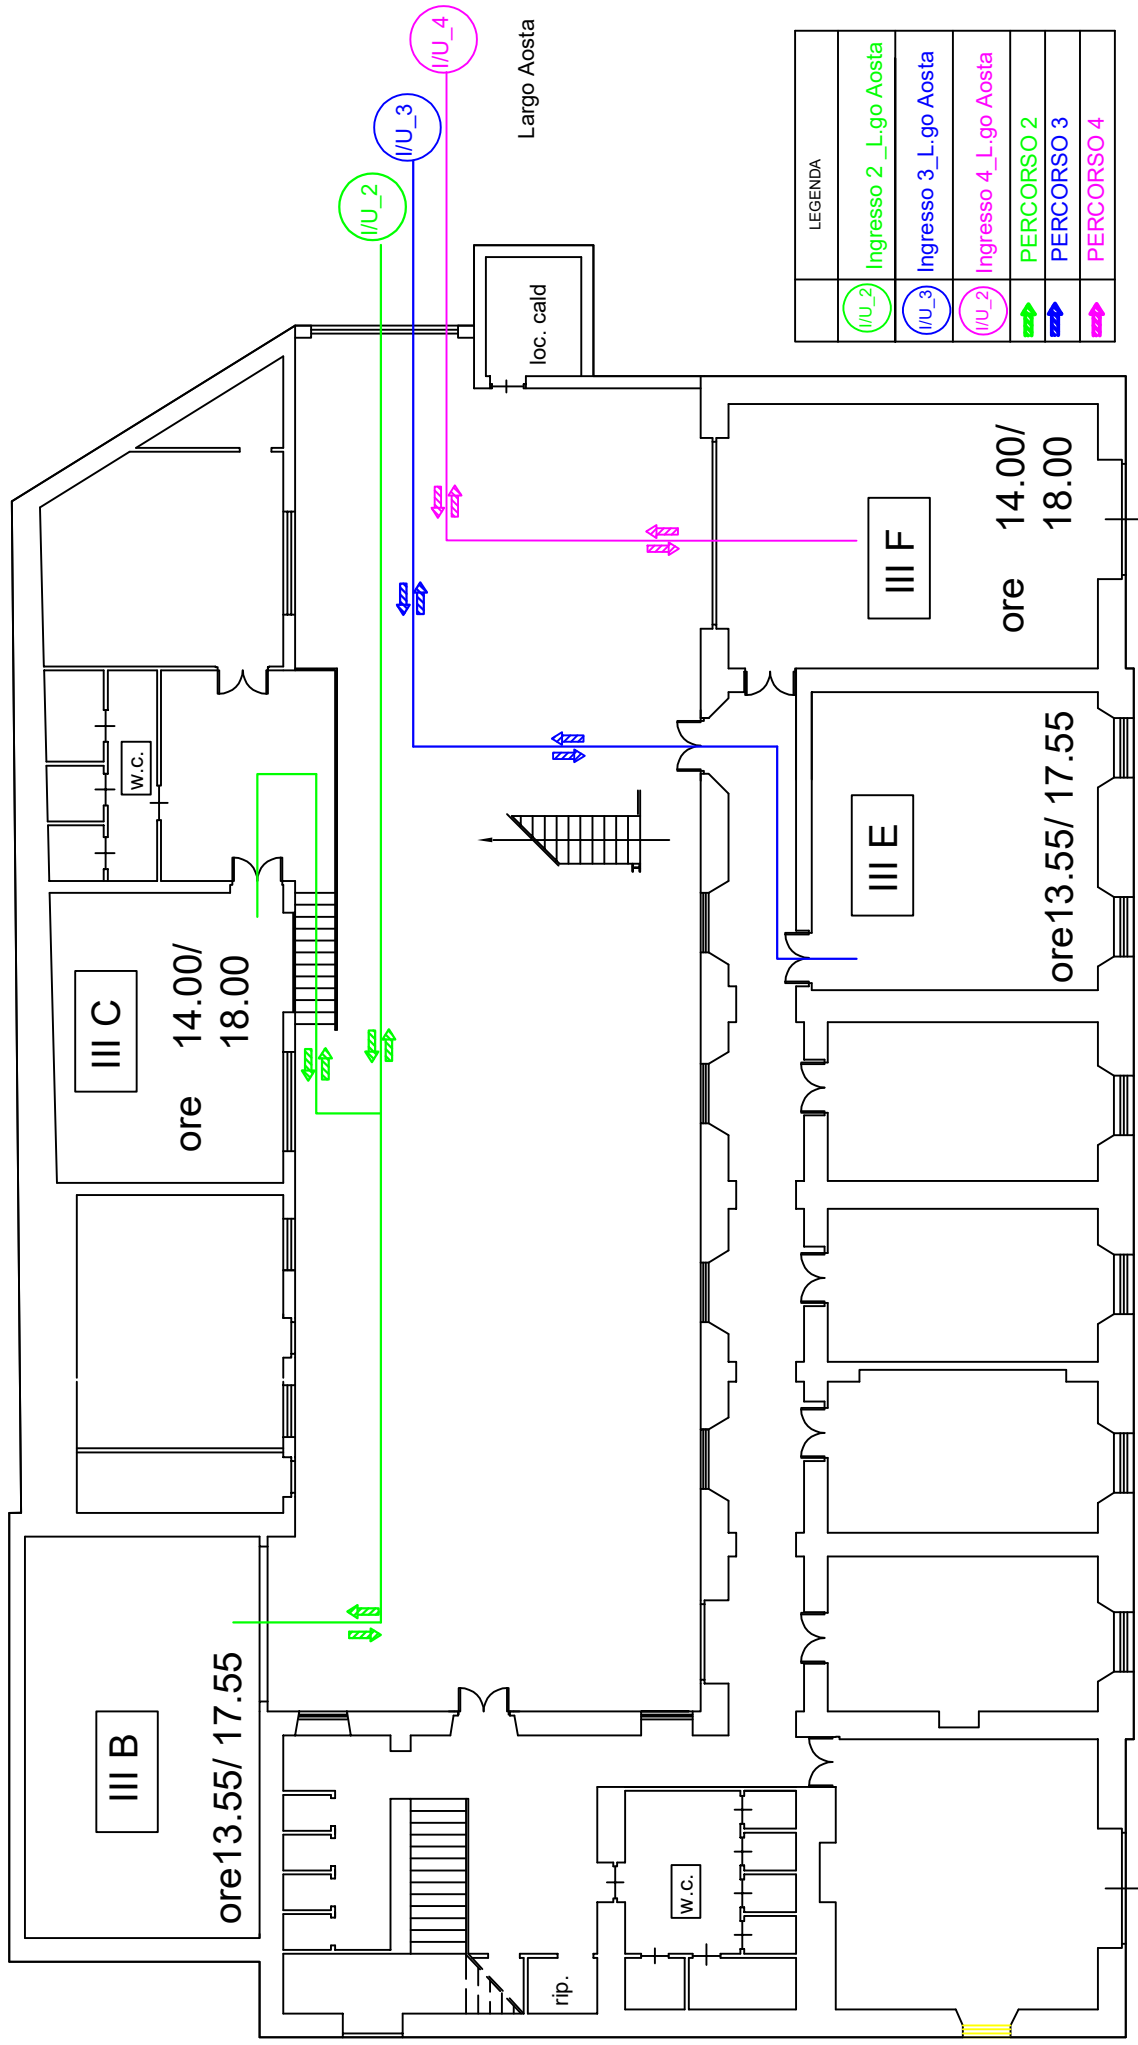 I/U_2
I/U_3
I/U_4
Largo Aosta
LEGENDA
I/U_2 Ingresso 2 _L.go Aosta
I/U_3 Ingresso 3_L.go Aosta
I/U_2 Ingresso 4_L.go Aosta
PERCORSO 2
PERCORSO 3
PERCORSO 4
III B
ore13.55/ 17.55
III C
ore 14.00/
18.00
w.c.
loc. cald
III F
ore 14.00/
18.00
III E
ore13.55/ 17.55
rip.
w.c.